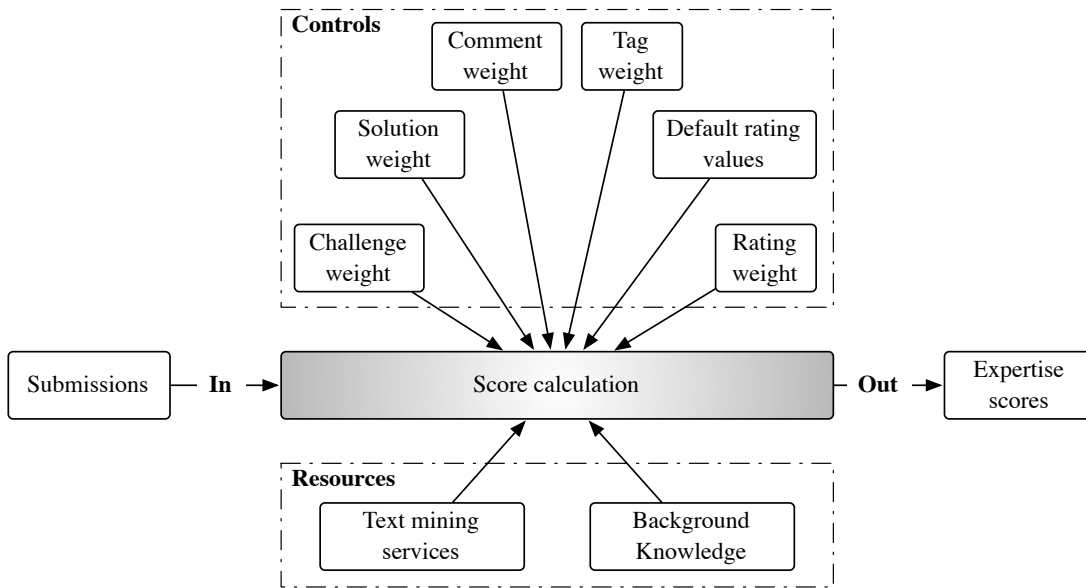 Controls
Comment
weight
Tag
weight
Solution
weight
Default rating
values
Challenge
weight
Rating
weight
Submissions
In
Score calculation
Out
Expertise
scores
Resources
Text mining
services
Background
Knowledge